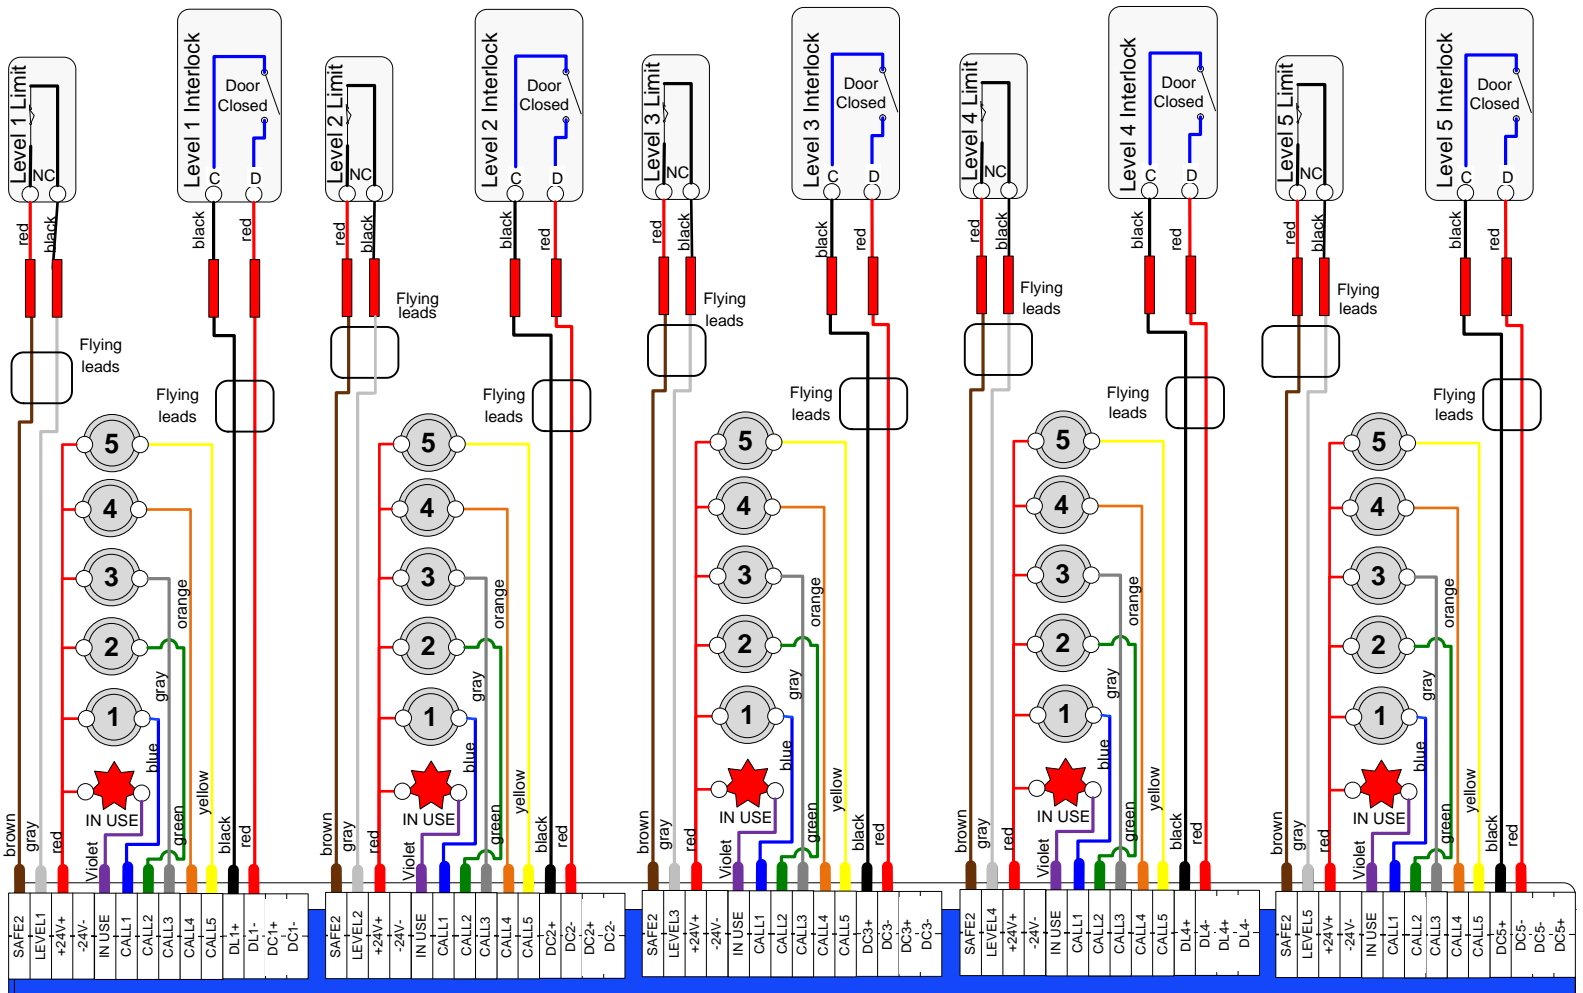 Level 1 Limit
NC
red
black
Flying
leads
Level 1 Interlock
Door
Closed
C
D
black
red
Flying
leads
5
4
3
2
1
IN USE
orange
gray
blue
green
yellow
black
red
brown
gray
red
Violet
SAFE2
LEVEL1
+24V+
-24V-
IN USE
CALL1
CALL2
CALL3
CALL4
CALL5
DL1+
DL1-
DC1+
DC1-
Level 2 Limit
NC
red
black
Flying
leads
Level 2 Interlock
Door
Closed
C
D
black
red
Flying
leads
5
4
3
2
1
IN USE
orange
gray
blue
green
yellow
black
red
brown
gray
red
Violet
SAFE2
LEVEL2
+24V+
-24V-
IN USE
CALL1
CALL2
CALL3
CALL4
CALL5
DC2+
DC2-
DC2+
DC2-
Level 3 Limit
NC
red
black
Flying
leads
Level 3 Interlock
Door
Closed
C
D
black
red
Flying
leads
5
4
3
2
1
IN USE
orange
gray
blue
green
yellow
black
red
brown
gray
red
Violet
SAFE2
LEVEL3
+24V+
-24V-
IN USE
CALL1
CALL2
CALL3
CALL4
CALL5
DC3+
DC3-
DC3+
DC3-
Level 4 Limit
NC
red
black
Flying
leads
Level 4 Interlock
Door
Closed
C
D
black
red
Flying
leads
5
4
3
2
1
IN USE
orange
gray
blue
green
yellow
black
red
brown
gray
red
Violet
SAFE2
LEVEL4
+24V+
-24V-
IN USE
CALL1
CALL2
CALL3
CALL4
CALL5
DL4+
DL4-
DL4+
DL4-
Level 5 Limit
NC
red
black
Flying
leads
Level 5 Interlock
Door
Closed
C
D
black
red
Flying
leads
5
4
3
2
1
IN USE
orange
gray
blue
green
yellow
black
red
brown
gray
red
Violet
SAFE2
LEVEL5
+24V+
-24V-
IN USE
CALL1
CALL2
CALL3
CALL4
CALL5
DC5+
DC5-
DC5-
DC5+